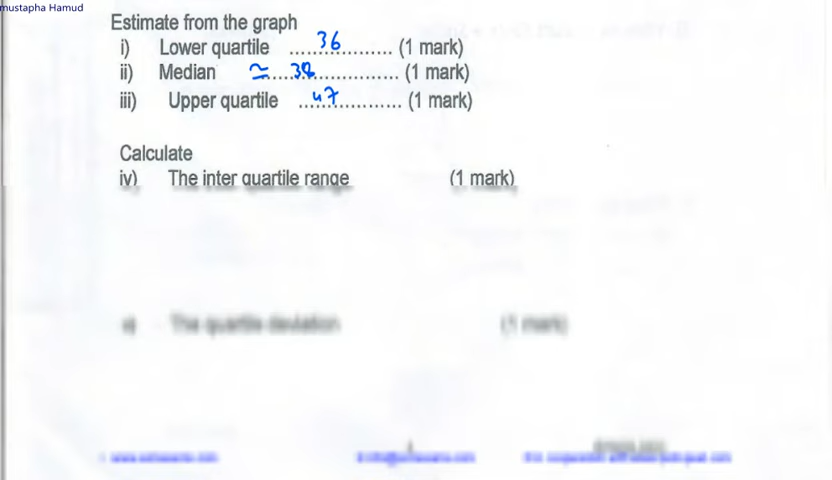 mustapha Hamud
Estimate from the graph
i) Lower quartile ......36......... (1 mark)
ii) Median ≅....38............... (1 mark)
iii) Upper quartile ...47............... (1 mark)
Calculate
iv) The inter quartile range (1 mark)
v) The quartile deviation (1 mark)